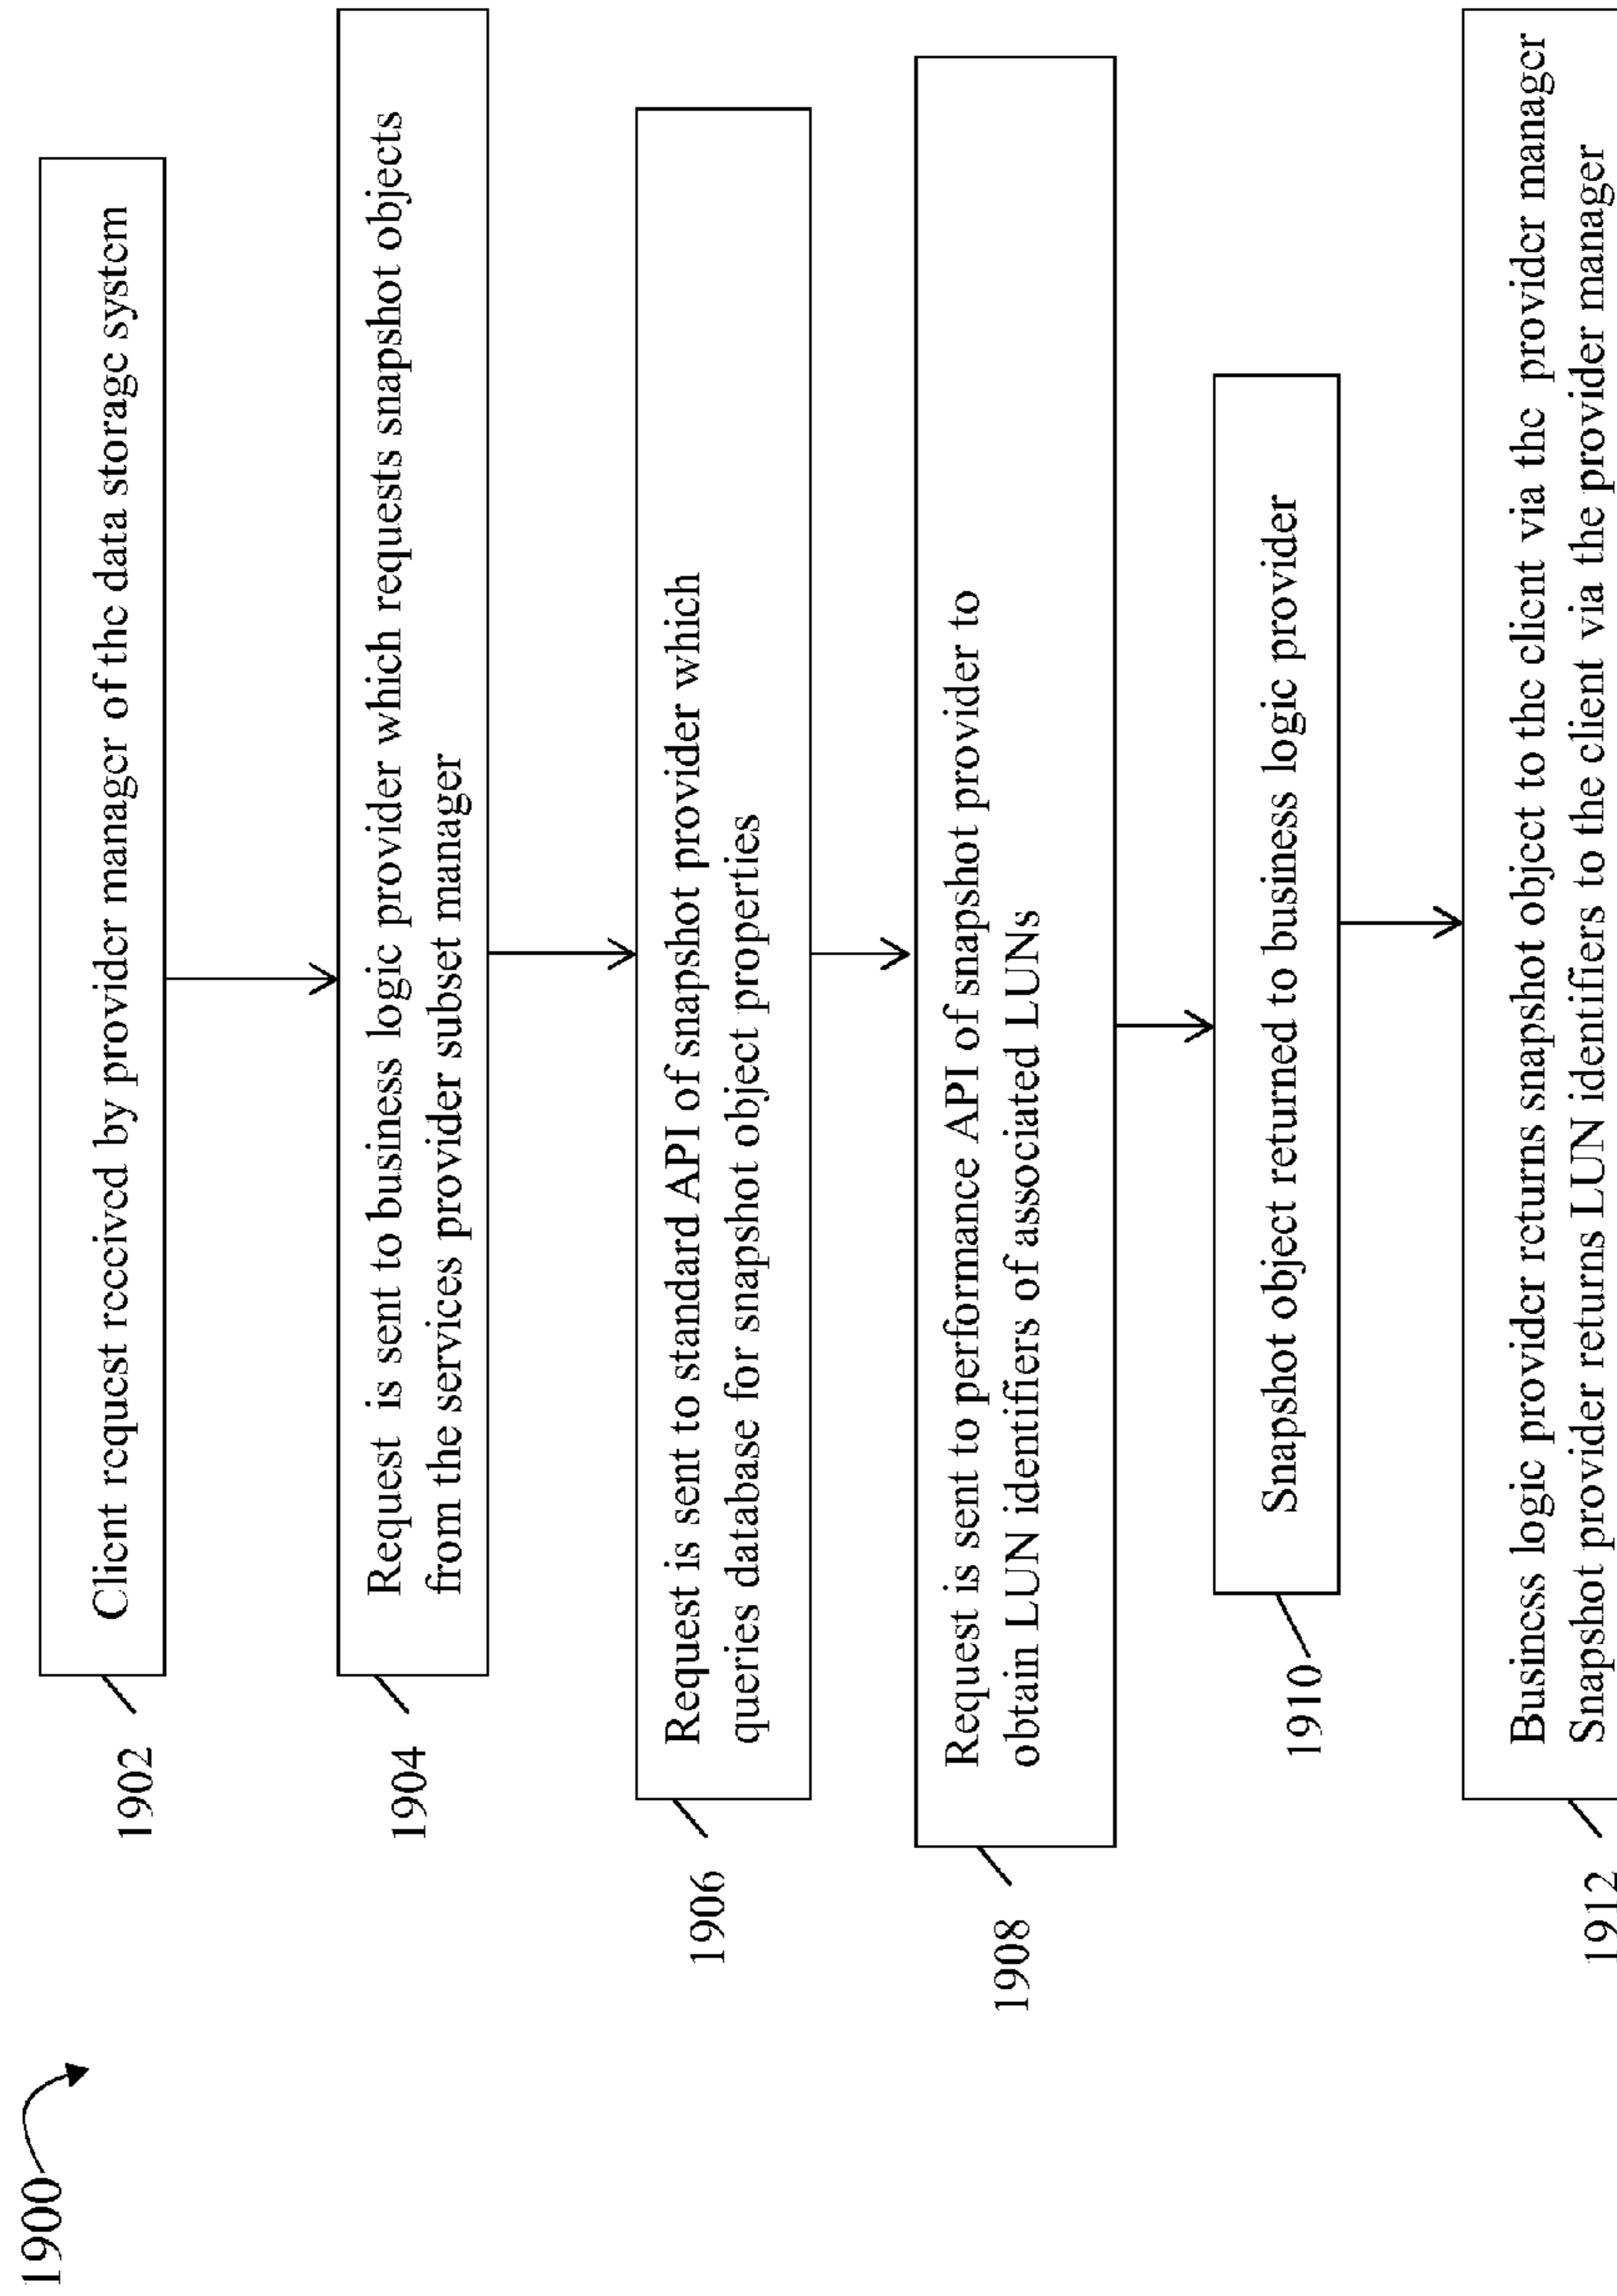 1900
1902
Client request received by provider manager of the data storage system
1904
Request is sent to business logic provider which requests snapshot objects
from the services provider subset manager
1906
Request is sent to standard API of snapshot provider which
queries database for snapshot object properties
1908
Request is sent to performance API of snapshot provider to
obtain LUN identifiers of associated LUNs
1910
Snapshot object returned to business logic provider
1912
Business logic provider returns snapshot object to the client via the provider manager
Snapshot provider returns LUN identifiers to the client via the provider manager